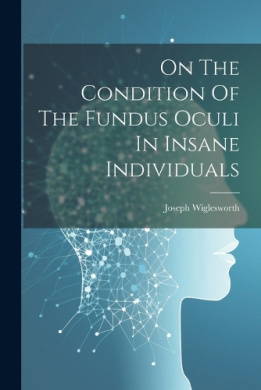 On The
Condition Of
The Fundus Oculi
In Insane
Individuals
Joseph Wiglesworth